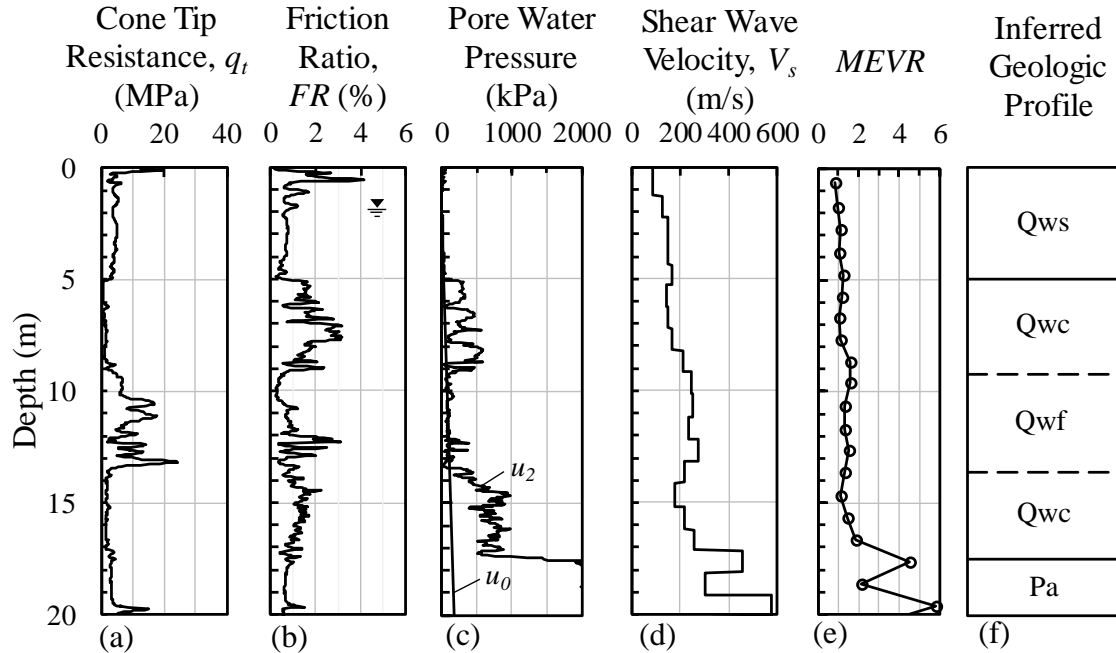 Cone Tip
Resistance, qt
(MPa)
0 20 40
Friction
Ratio,
FR (%)
0 2 4 6
Pore Water
Pressure
(kPa)
0 1000 2000
Shear Wave
Velocity, Vs
(m/s)
0 200 400 600
MEVR
0 2 4 6
Inferred
Geologic
Profile
Depth (m)
0
5
10
15
20
u2
u0
Qws
Qwc
Qwf
Qwc
Pa
(a) (b) (c) (d) (e) (f)